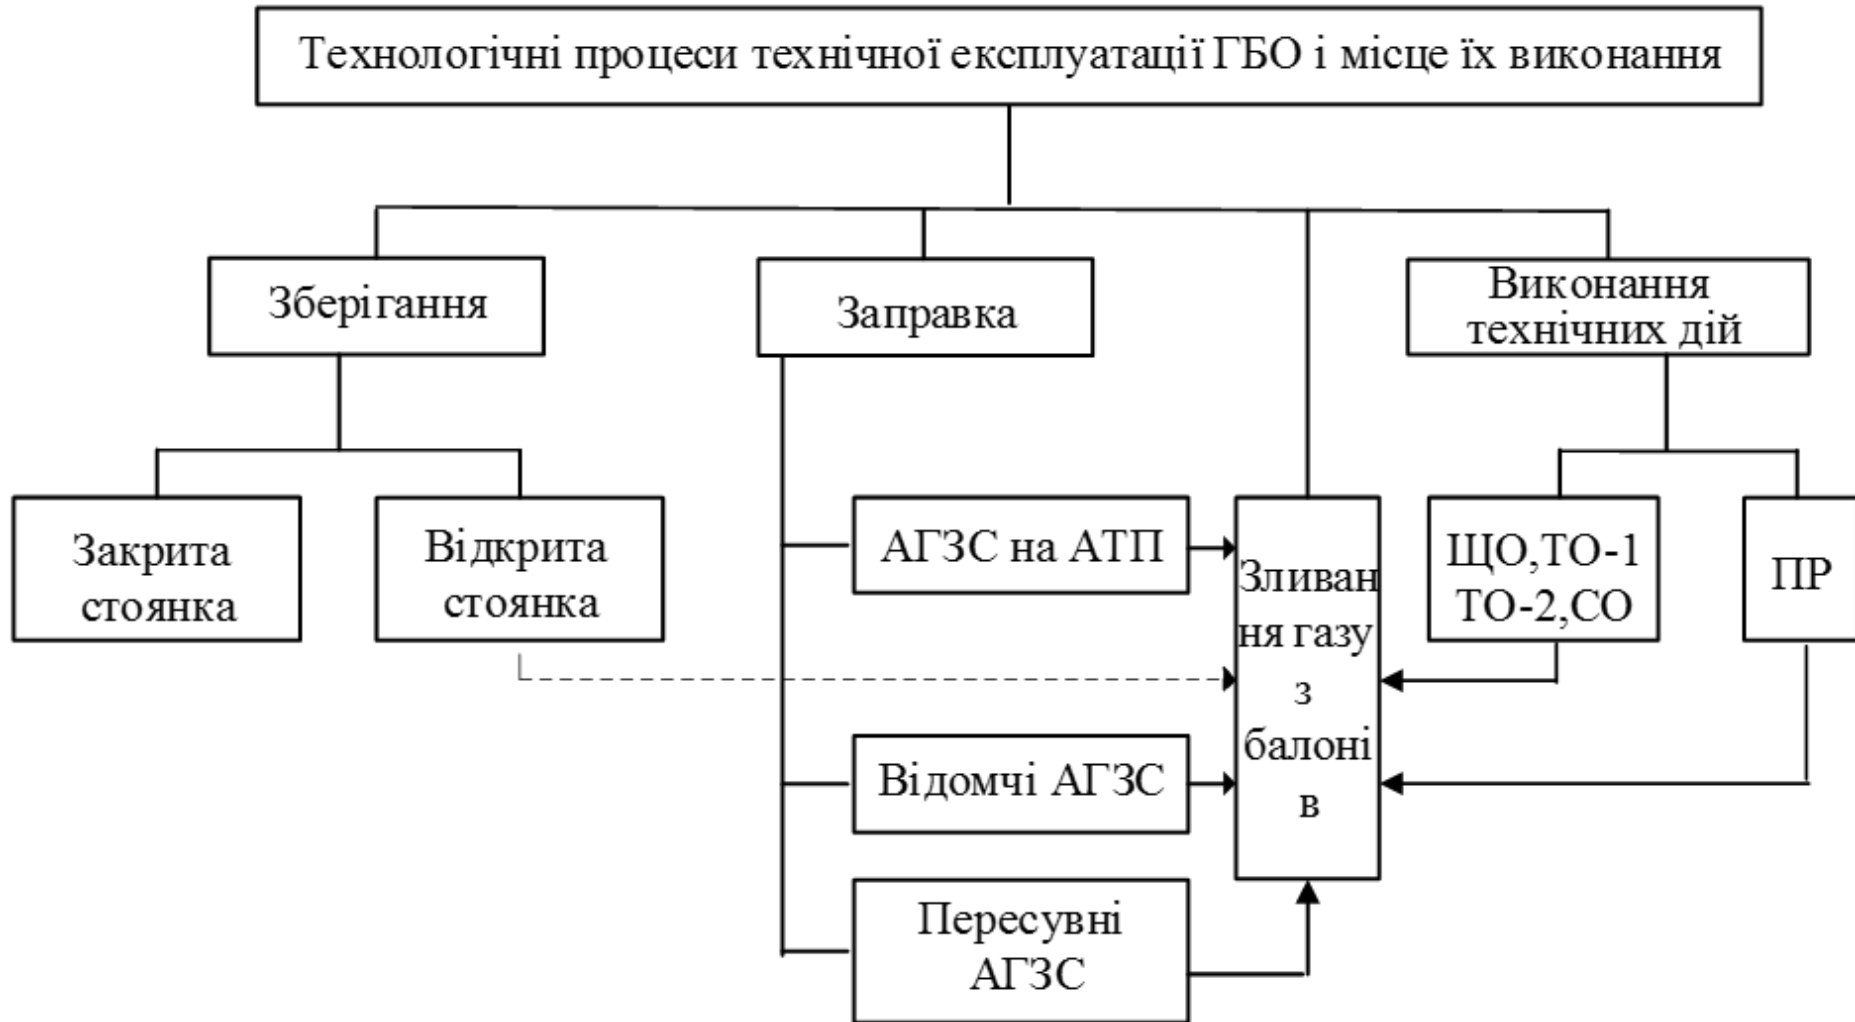 Технологічні процеси технічної експлуатації ГБО і місце їх виконання
Зберігання
Заправка
Виконання
технічних дій
Закрита
стоянка
Відкрита
стоянка
АГЗС на АТП
Відомчі АГЗС
Пересувні
АГЗС
Зливан
ня газу
з
балоні
в
ЩО,ТО-1
ТО-2,СО
ПР